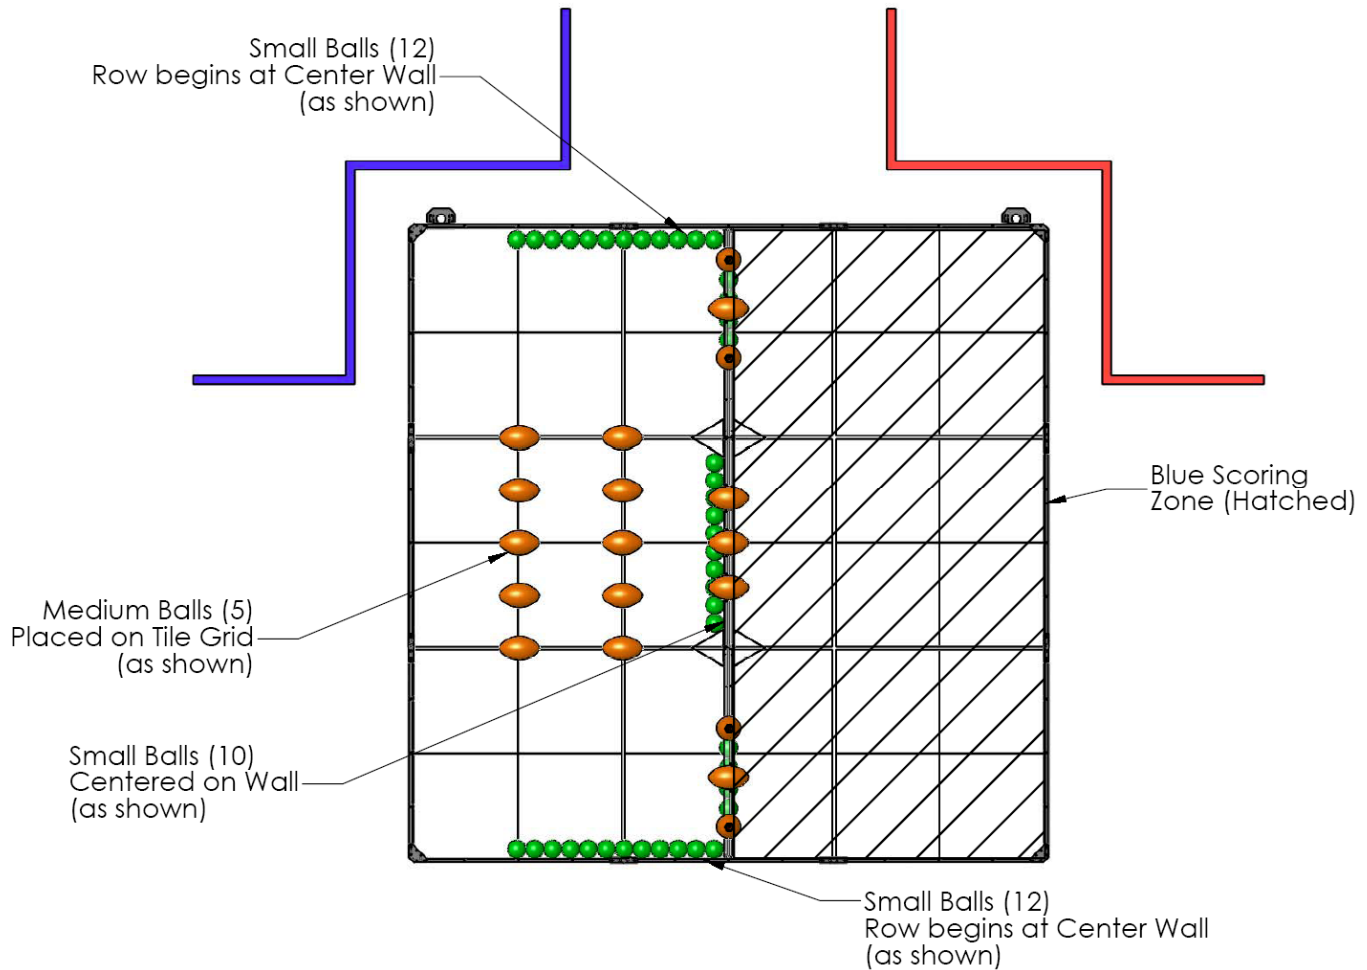 Small Balls (12)
Row begins at Center Wall
(as shown)
Blue Scoring
Zone (Hatched)
Medium Balls (5)
Placed on Tile Grid
(as shown)
Small Balls (10)
Centered on Wall
(as shown)
Small Balls (12)
Row begins at Center Wall
(as shown)